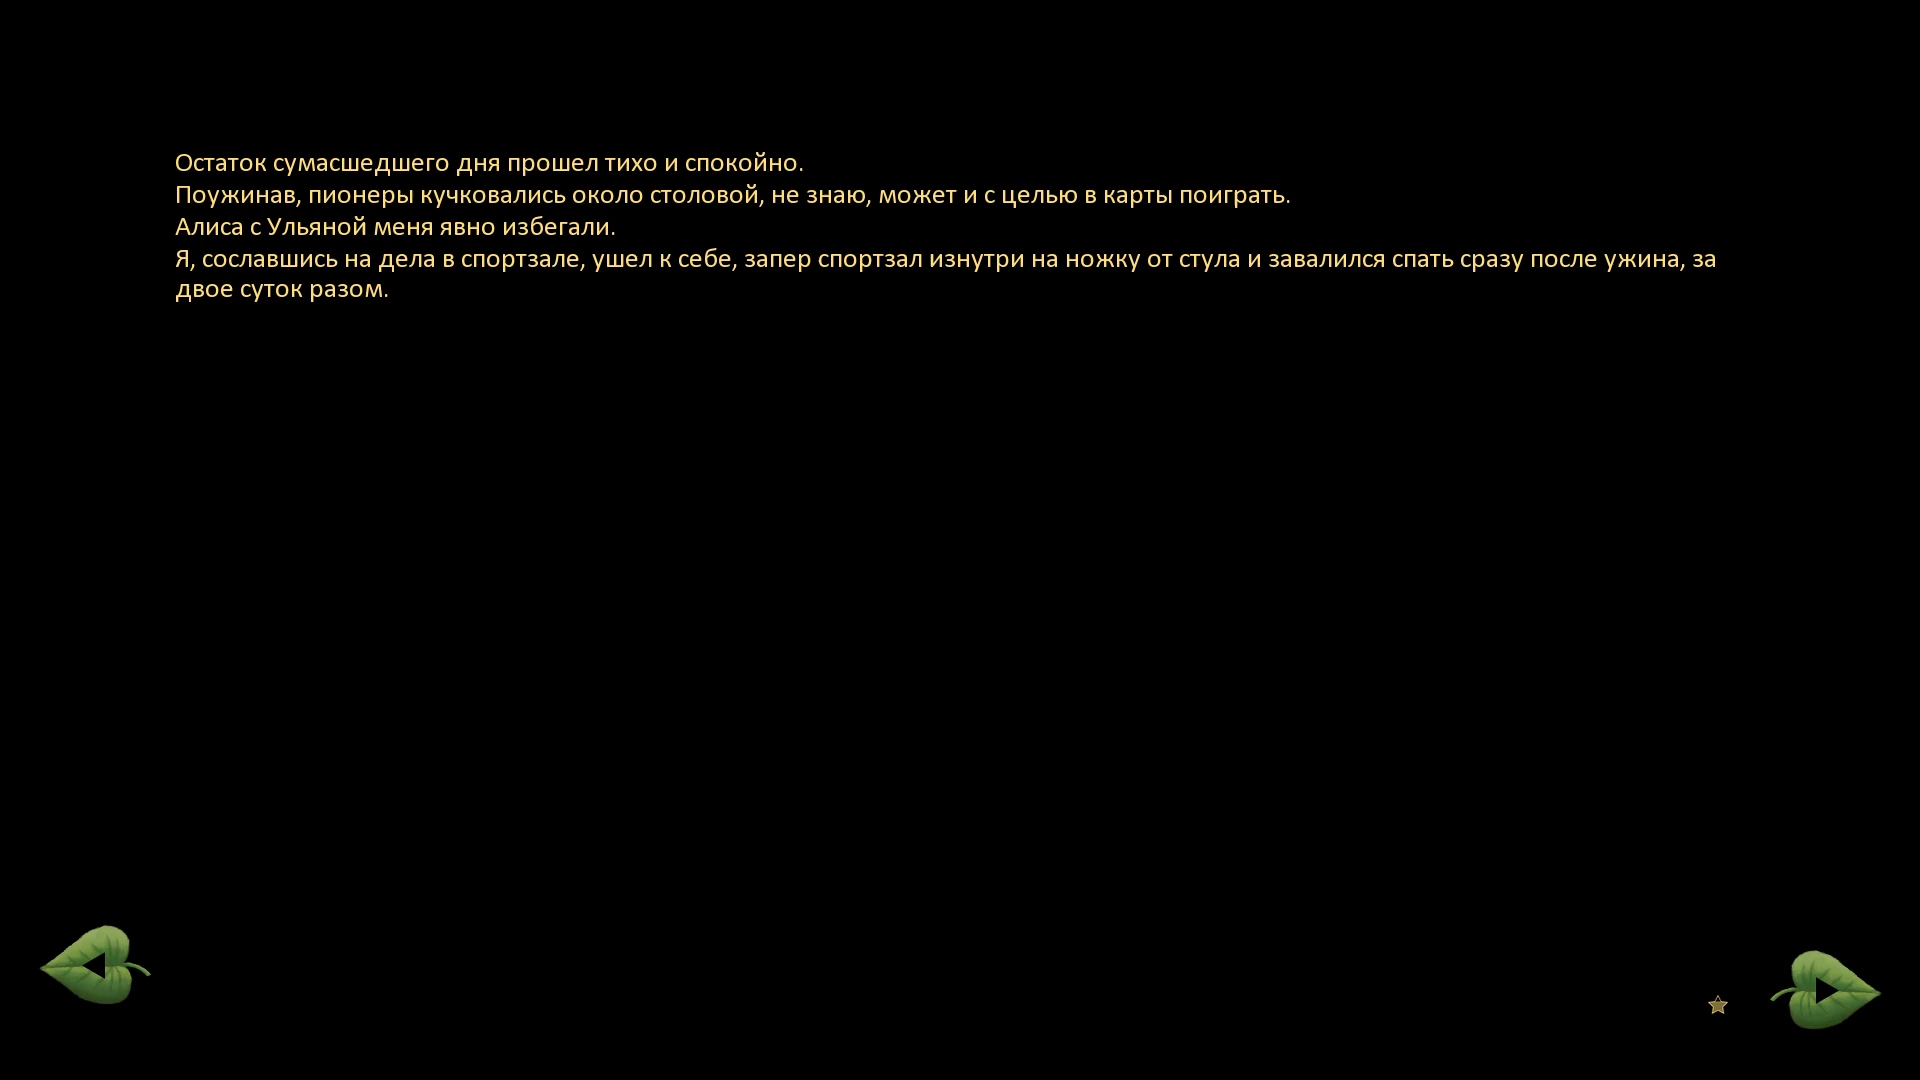 Остаток сумасшедшего дня прошел тихо и спокойно.
Поужинав, пионеры кучковались около столовой, не знаю, может и с целью в карты поиграть.
Алиса с Ульяной меня явно избегали.
Я, сославшись на дела в спортзале, ушел к себе, запер спортзал изнутри на ножку от стула и завалился спать сразу после ужина, за
двое суток разом.